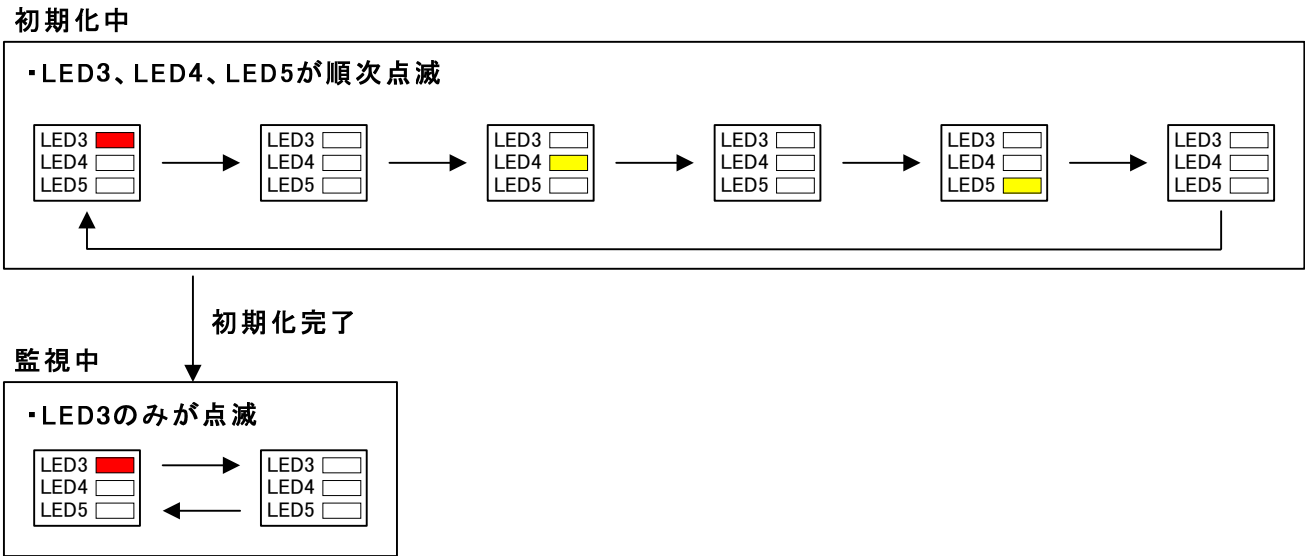 初期化中
・LED3、LED4、LED5が順次点滅
LED3 LED3 LED3 LED3 LED3 LED3
LED4 LED4 LED4 LED4 LED4 LED4
LED5 LED5 LED5 LED5 LED5 LED5
初期化完了
監視中
・LED3のみが点滅
LED3 LED3
LED4 LED4
LED5 LED5